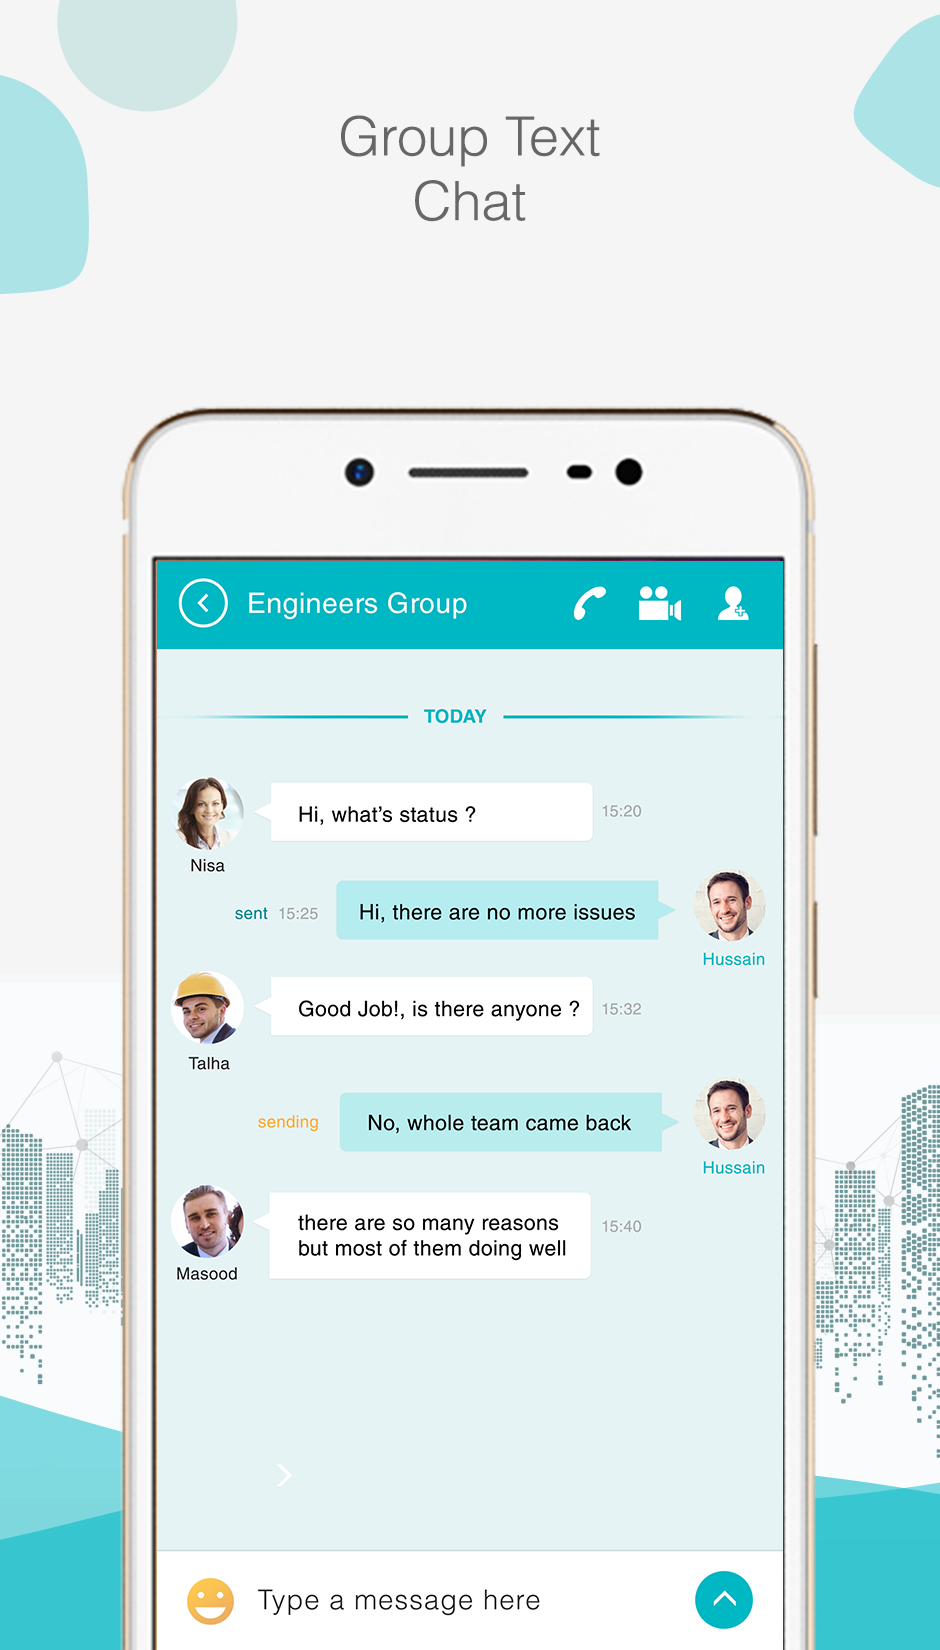 Group Text
Chat
Engineers Group
TODAY
Hi, what's status ?
15:20
Nisa
sent 15:25
Hi, there are no more issues
Hussain
Good Job!, is there anyone ?
15:32
Talha
sending
No, whole team came back
Hussain
there are so many reasons
but most of them doing well
15:40
Masood
Type a message here